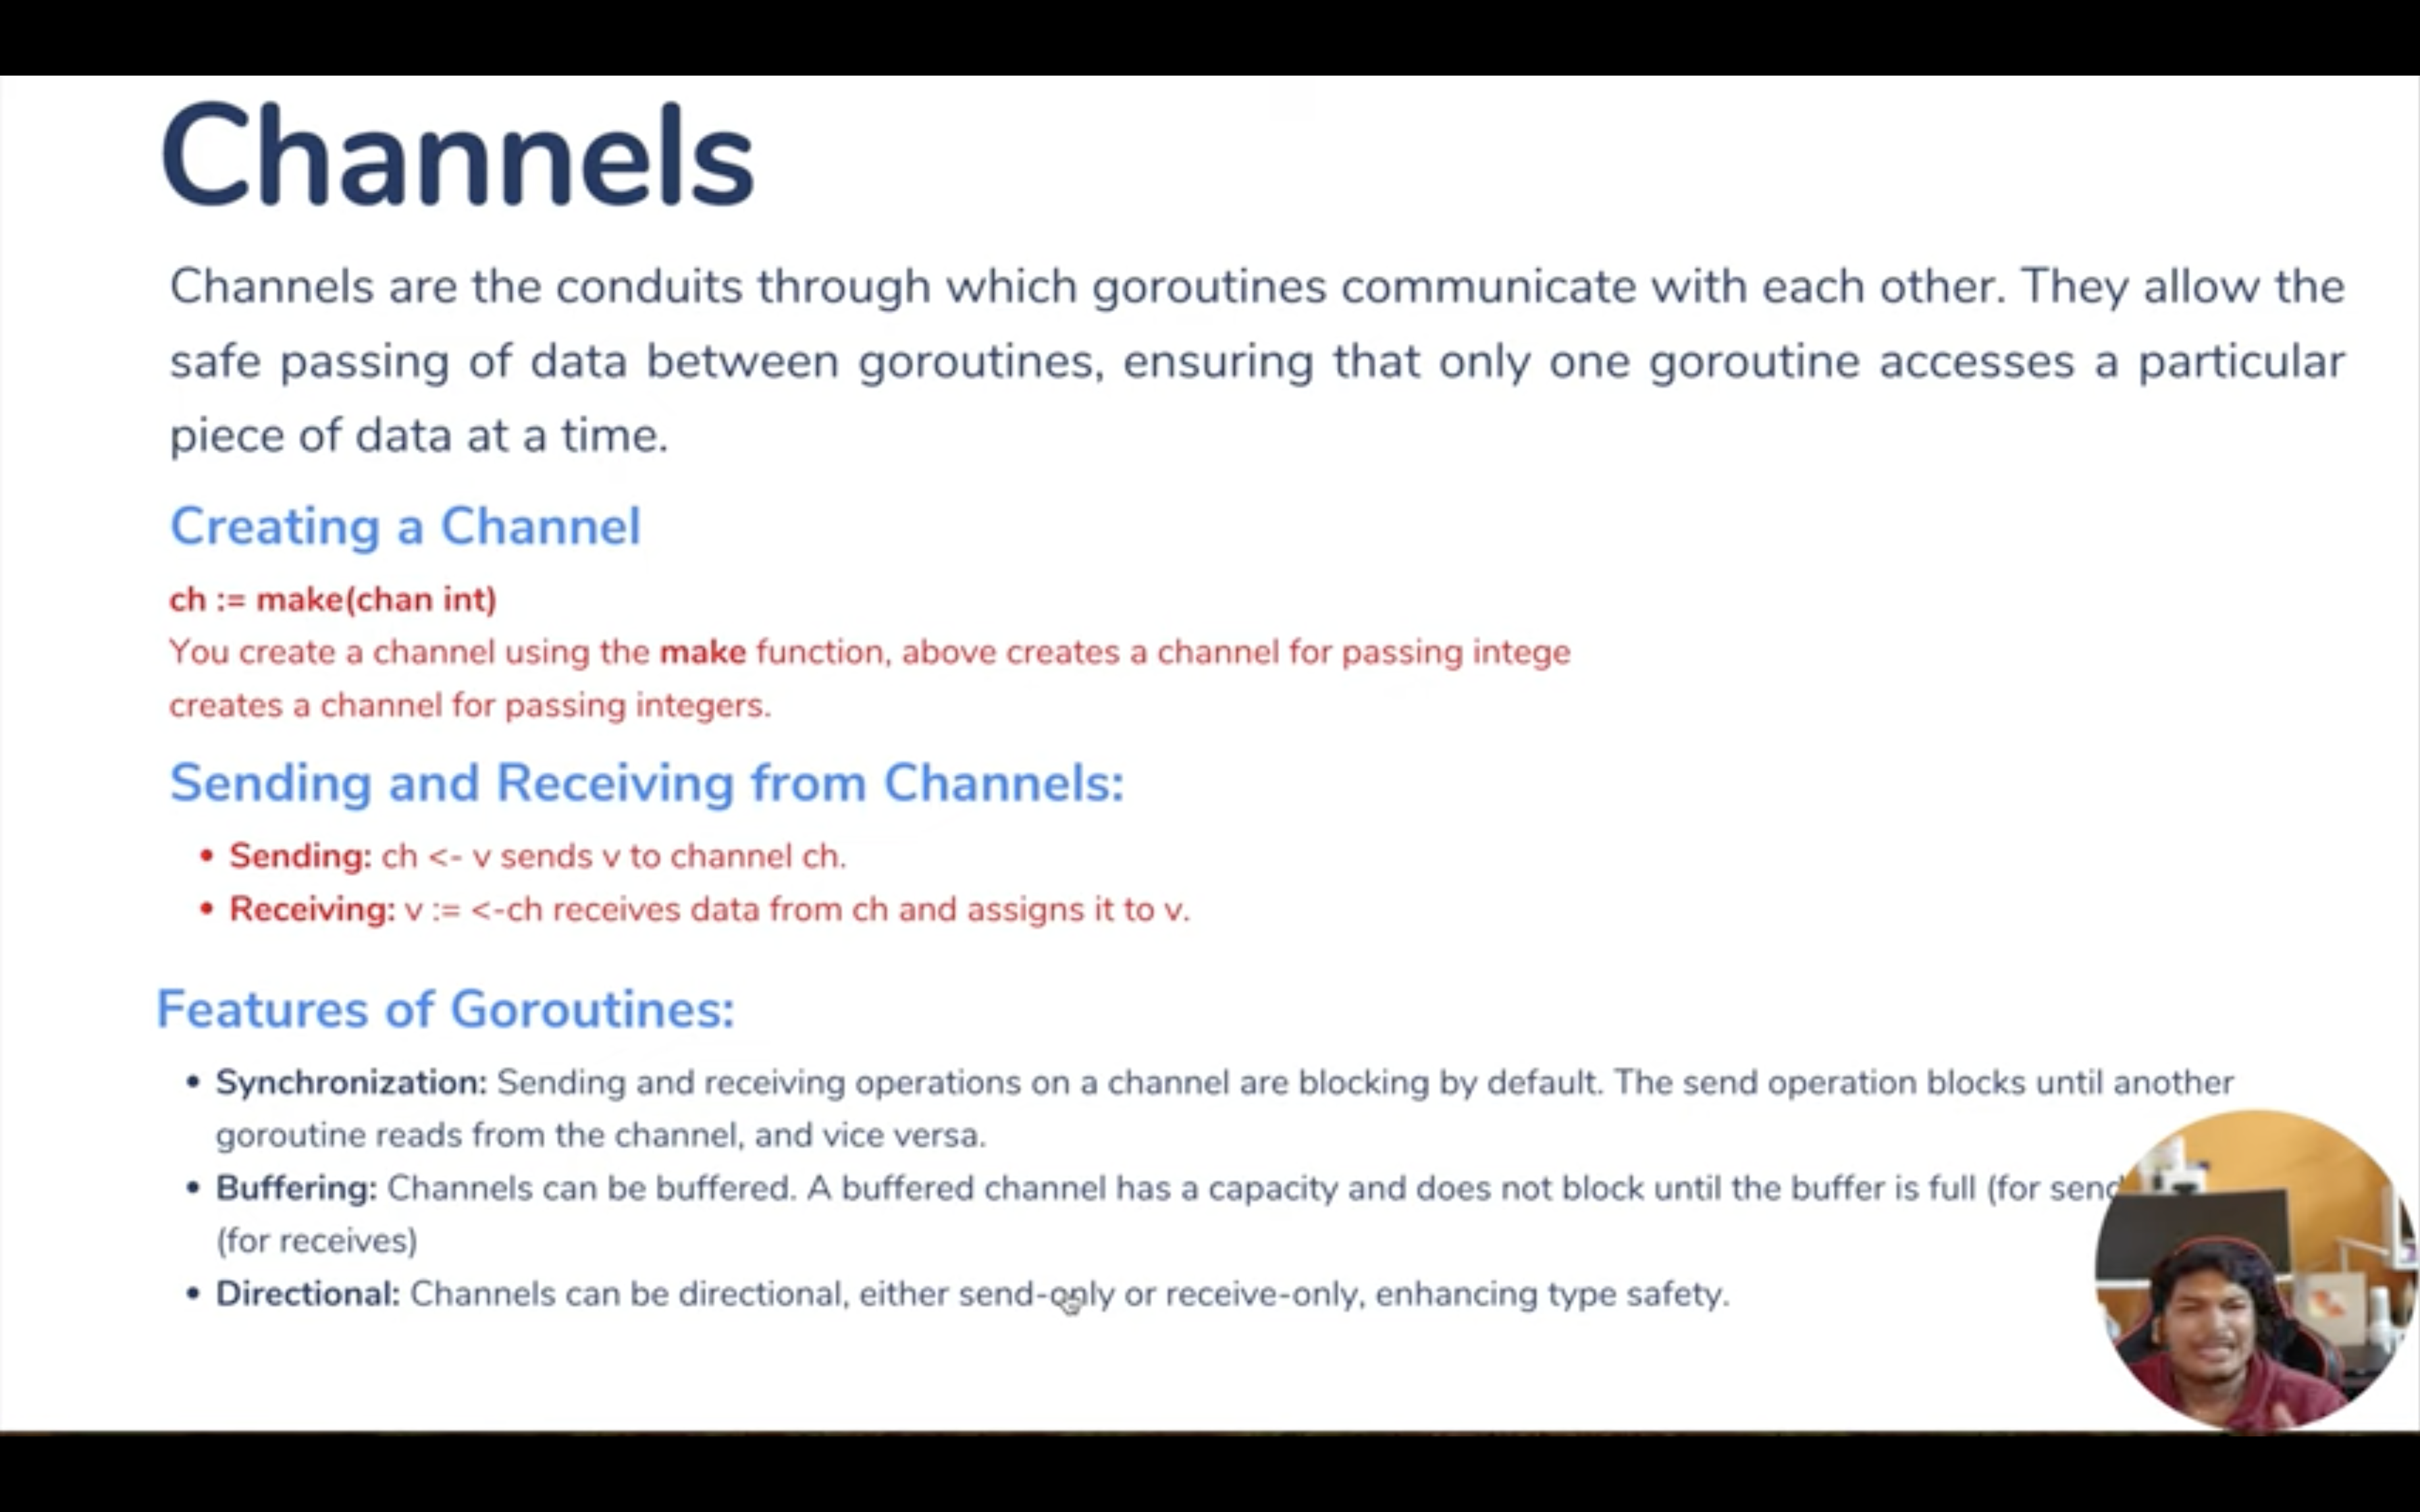 Channels
Channels are the conduits through which goroutines communicate with each other. They allow the
safe passing of data between goroutines, ensuring that only one goroutine accesses a particular
piece of data at a time.
Creating a Channel
ch := make(chan int)
You create a channel using the make function, above creates a channel for passing intege
creates a channel for passing integers.
Sending and Receiving from Channels:
• Sending: ch <- v sends v to channel ch.
• Receiving: v := <-ch receives data from ch and assigns it to v.
Features of Goroutines:
• Synchronization: Sending and receiving operations on a channel are blocking by default. The send operation blocks until another
goroutine reads from the channel, and vice versa.
• Buffering: Channels can be buffered. A buffered channel has a capacity and does not block until the buffer is full (for send
(for receives)
• Directional: Channels can be directional, either send-only or receive-only, enhancing type safety.